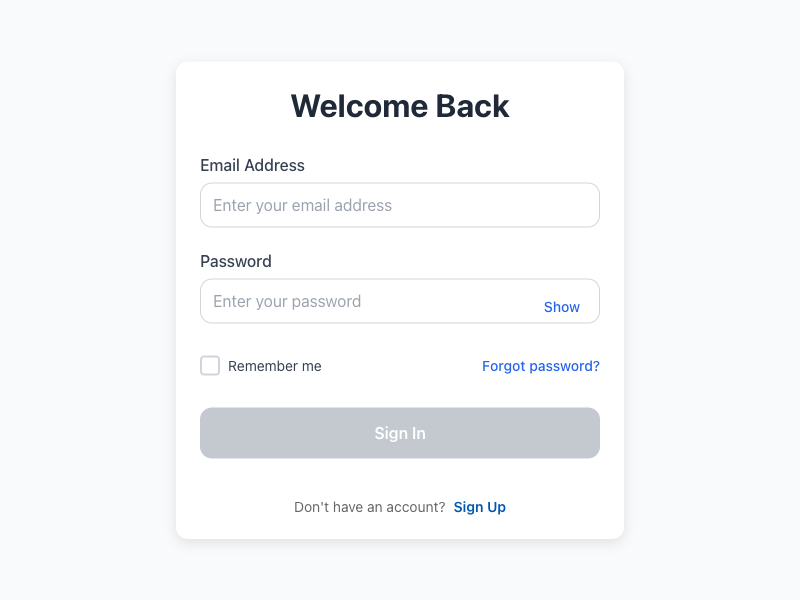 Welcome Back
Email Address
Enter your email address
Password
Enter your password Show
Remember me Forgot password?
Sign In
Don't have an account? Sign Up